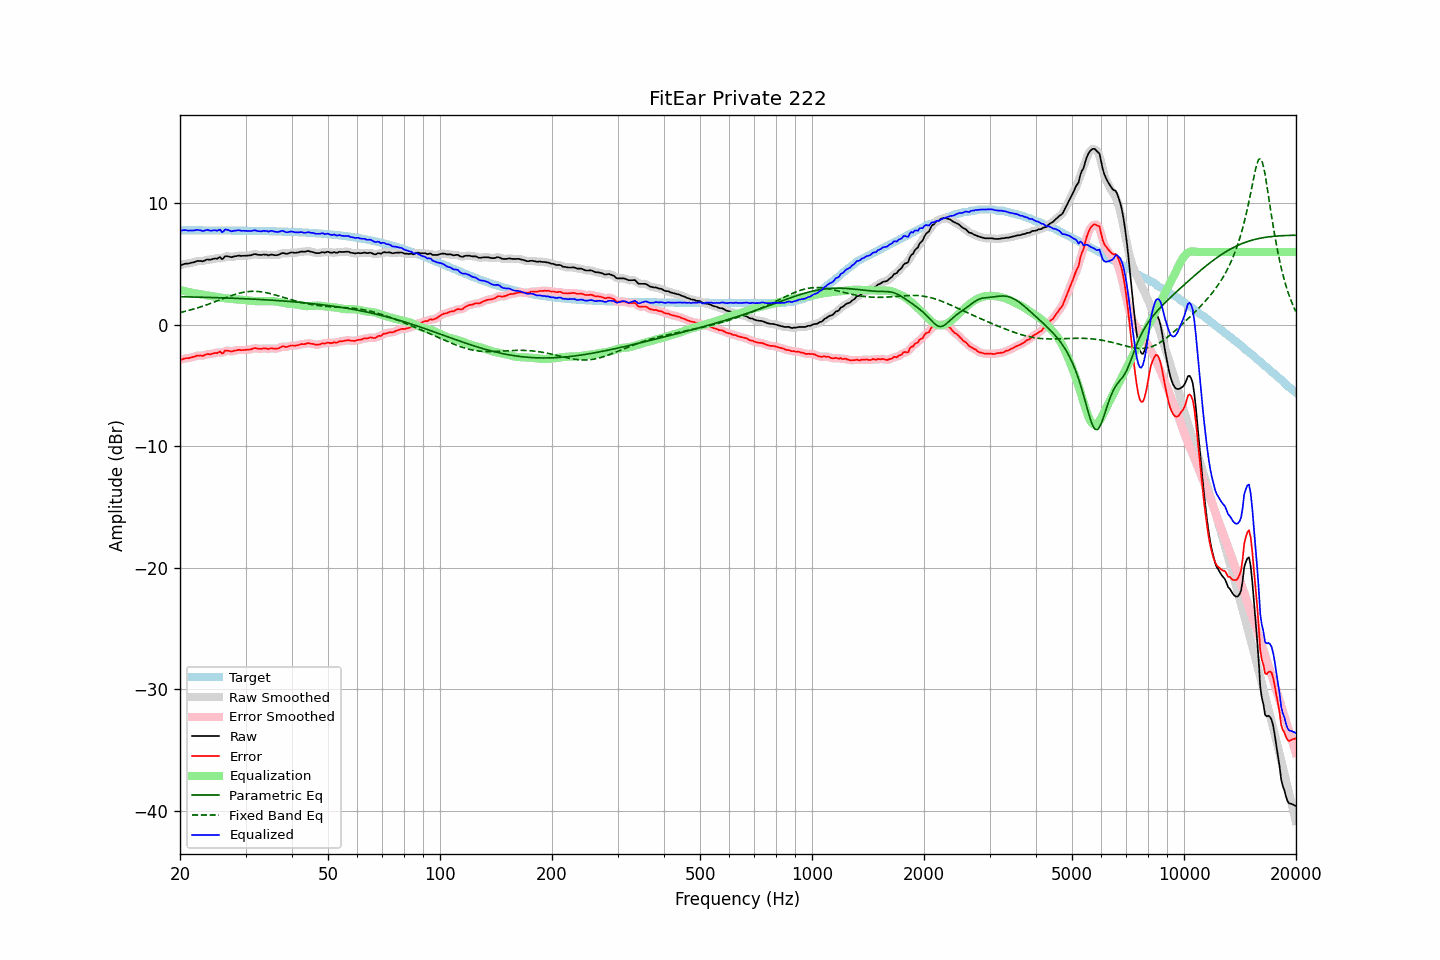 FitEar Private 222
Amplitude (dBr)
10
0
−10
−20
−30
−40
Target
Raw Smoothed
Error Smoothed
Raw
Error
Equalization
Parametric Eq
Fixed Band Eq
Equalized
20 50 100 200 500 1000 2000 5000 10000 20000
Frequency (Hz)